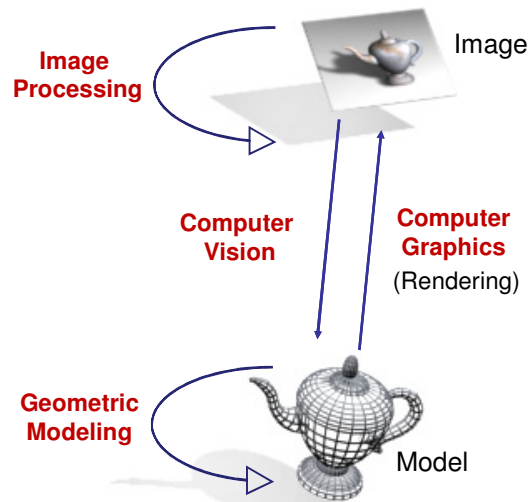 Image
Processing
Image
Computer
Vision
Computer
Graphics
(Rendering)
Geometric
Modeling
Model